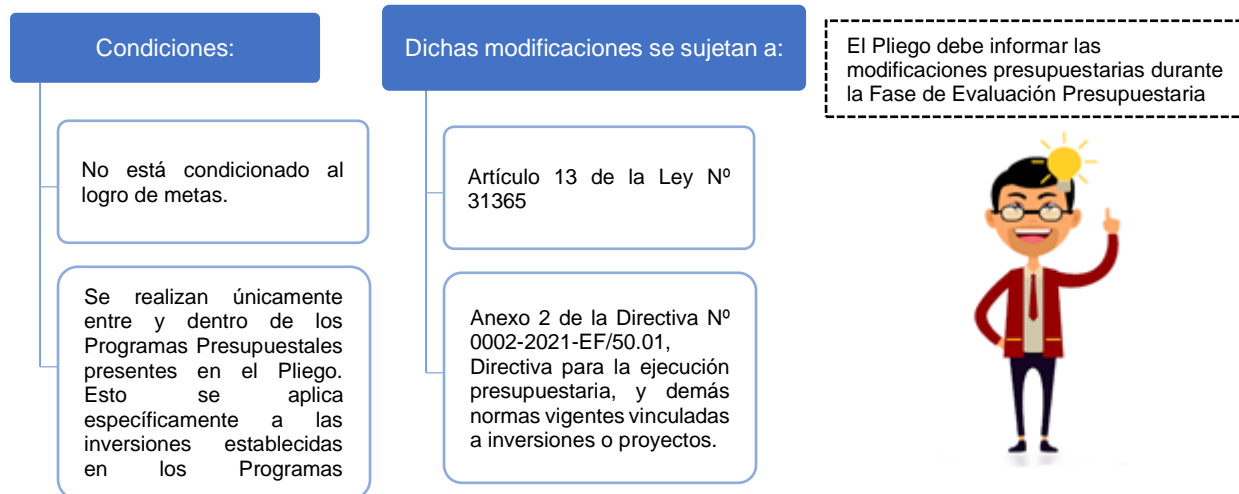 Condiciones:
No está condicionado al
logro de metas.
Se realizan únicamente
entre y dentro de los
Programas Presupuestales
presentes en el Pliego.
Esto se aplica
específicamente a las
inversiones establecidas
en los Programas
Dichas modificaciones se sujetan a:
Artículo 13 de la Ley Nº
31365
Anexo 2 de la Directiva Nº
0002-2021-EF/50.01,
Directiva para la ejecución
presupuestaria, y demás
normas vigentes vinculadas
a inversiones o proyectos.
El Pliego debe informar las
modificaciones presupuestarias durante
la Fase de Evaluación Presupuestaria